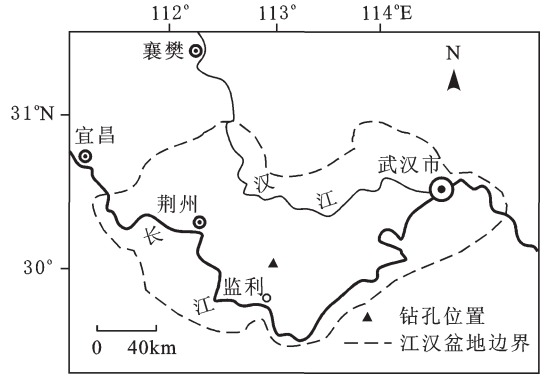 112°
113°
114°E
襄樊
N
31°N
宜昌
武汉市
汉
江
荆州
长
30°
监利
江
钻孔位置
0 40km
江汉盆地边界